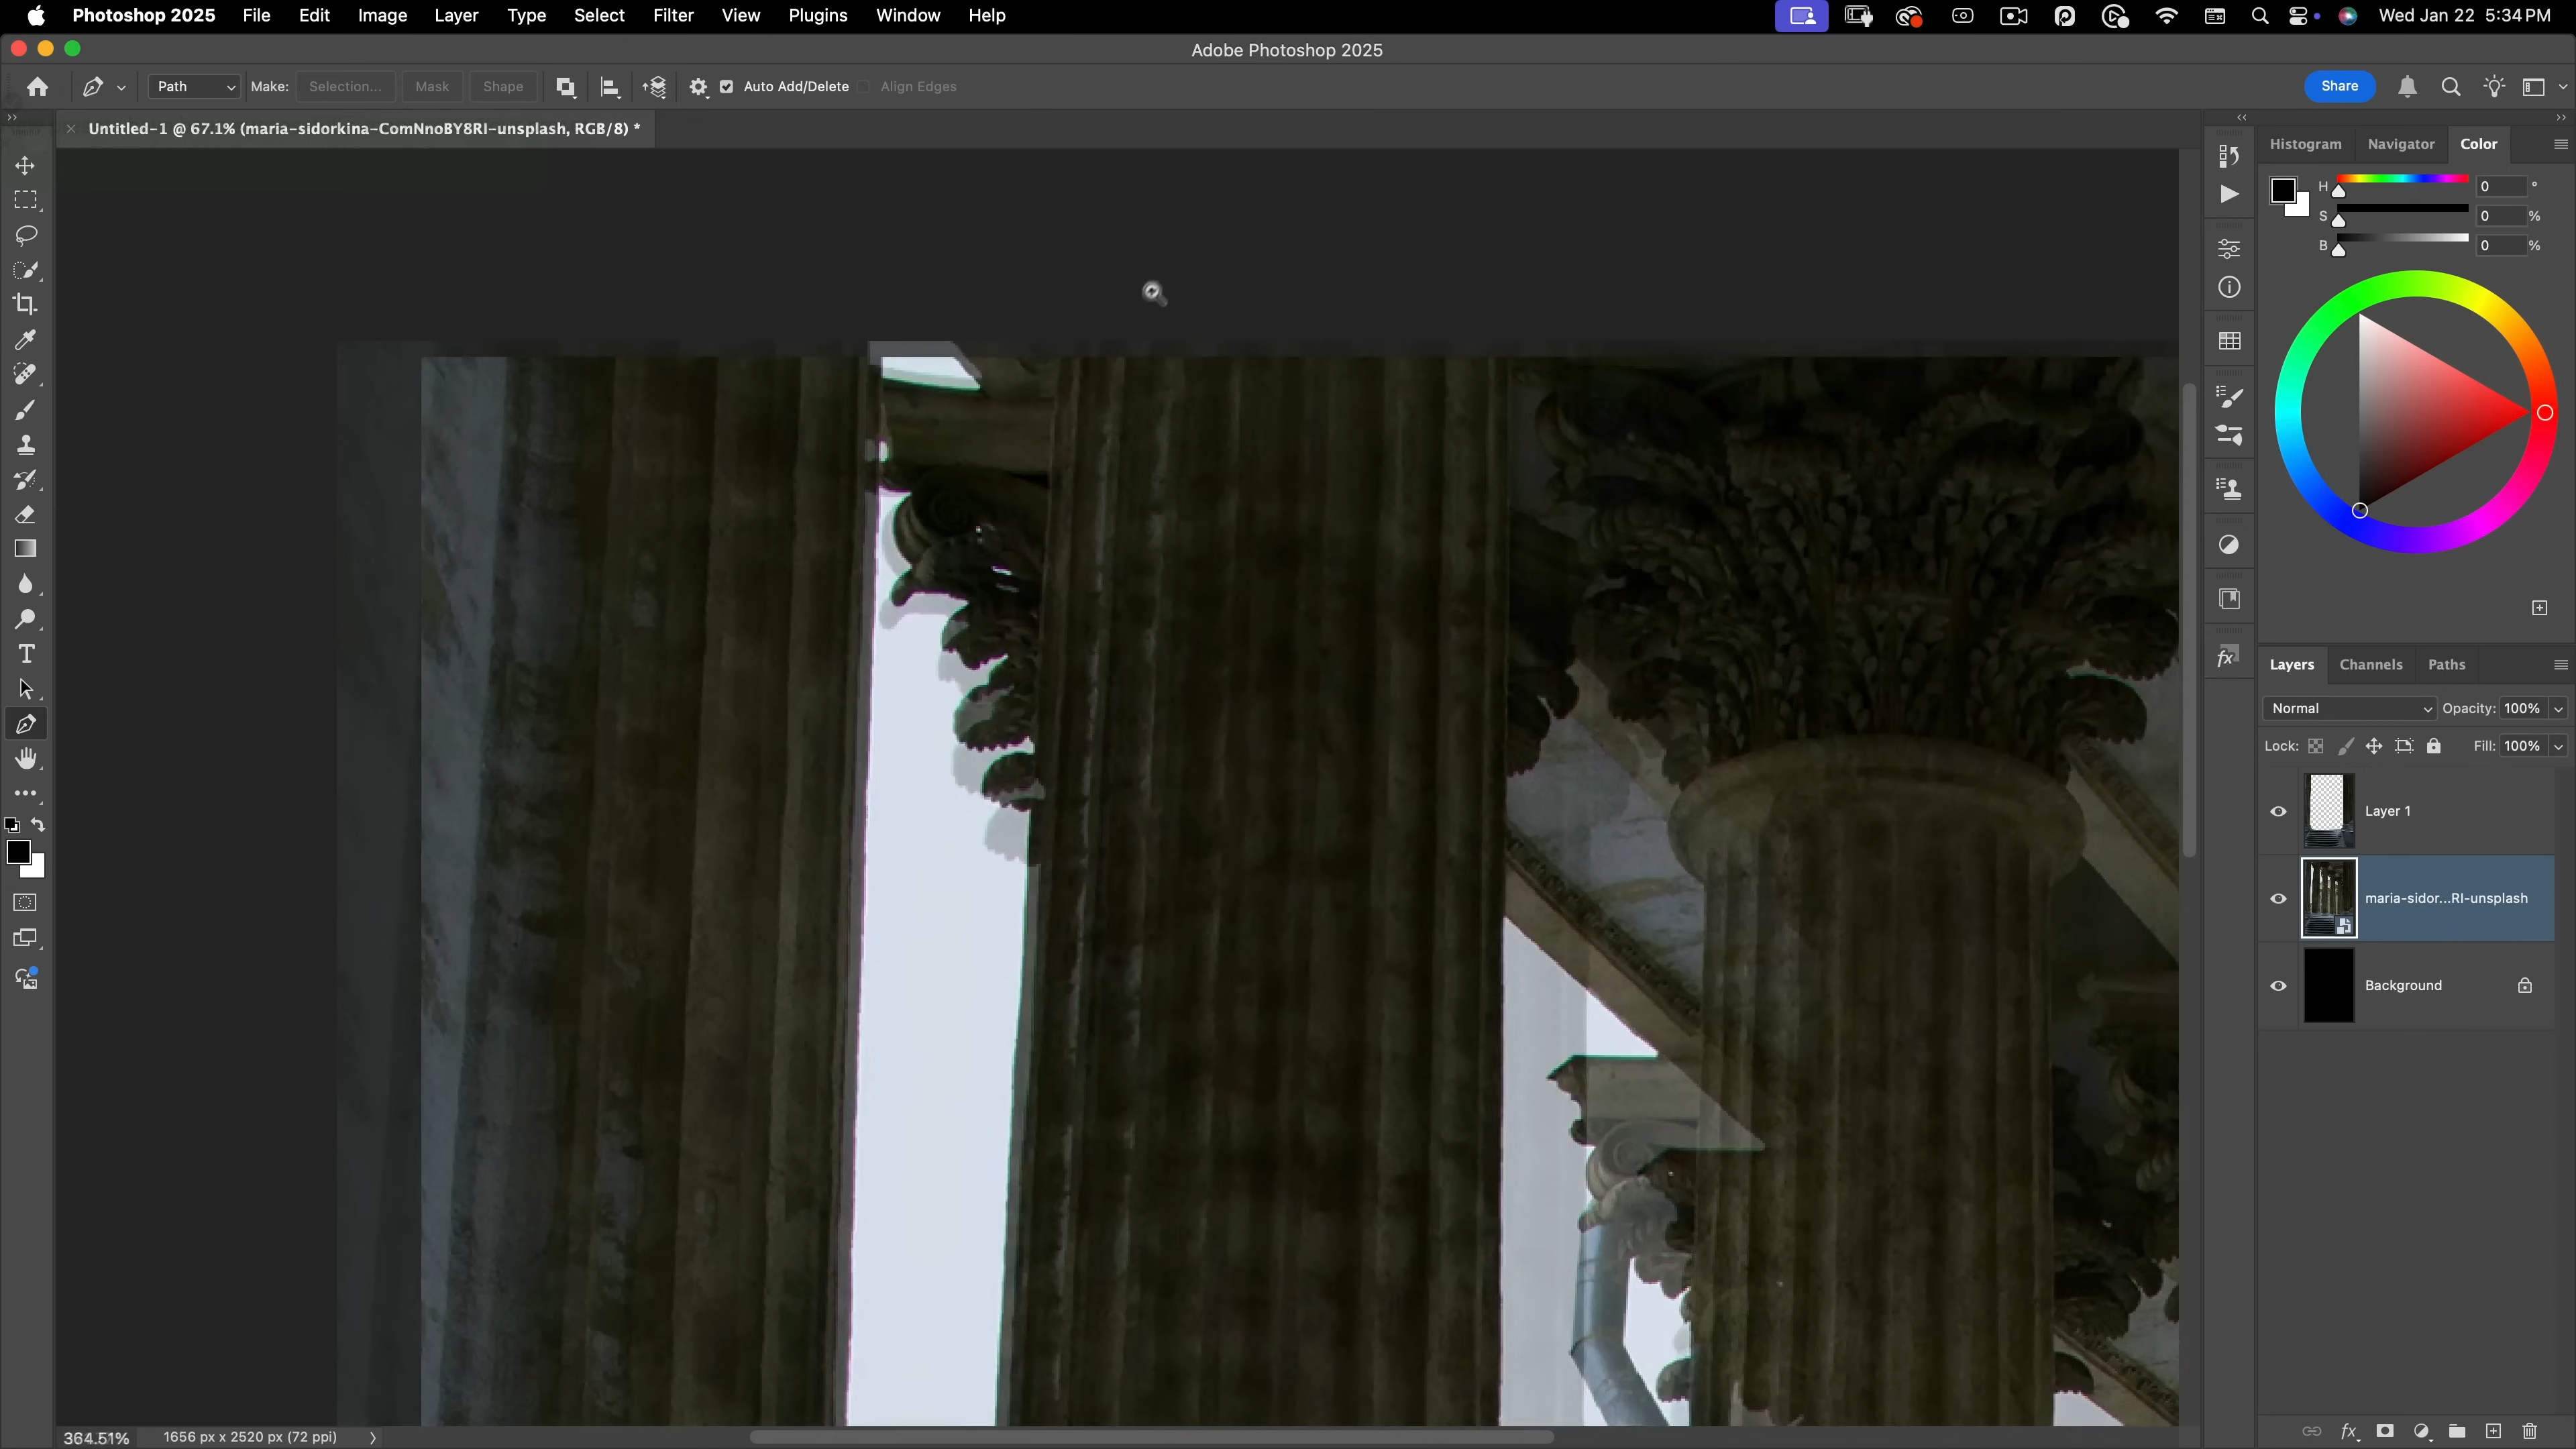 Photoshop 2025 File Edit Image Layer Type Select Filter View Plugins Window Help Wed Jan 22 5:34 PM
Adobe Photoshop 2025
Path Make: Selection... Mask Shape Auto Add/Delete Align Edges Share
Untitled-1 @ 67.1% (maria-sidorkina-ComNnoBY8RI-unsplash, RGB/8) *
Histogram Navigator Color
H 0 °
S 0 %
B 0 %
Layers Channels Paths
Normal Opacity: 100%
Lock: Fill: 100%
Layer 1
maria-sidor...RI-unsplash
Background
364.51% 1656 px x 2520 px (72 ppi)